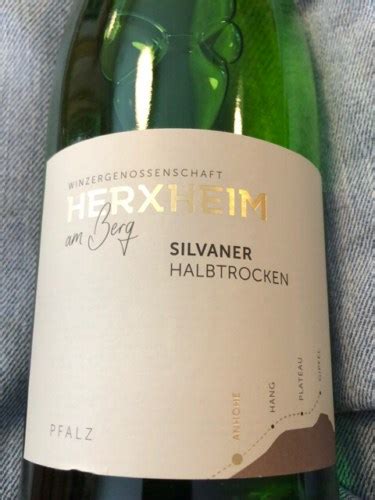 WINZERGENOSSENSCHAFT
HERXHEIM
am Berg
SILVANER
HALBTROCKEN
ANHÖHE
HANG
PLATEAU
GIPFEL
PFALZ